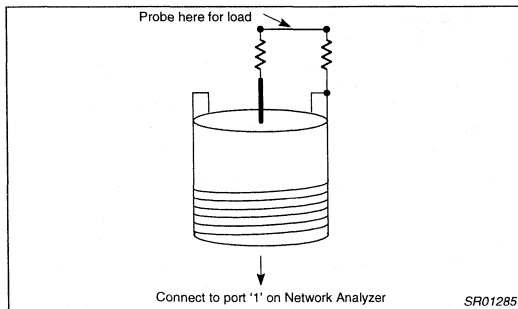 Probe here for load
Connect to port '1' on Network Analyzer
SR01285